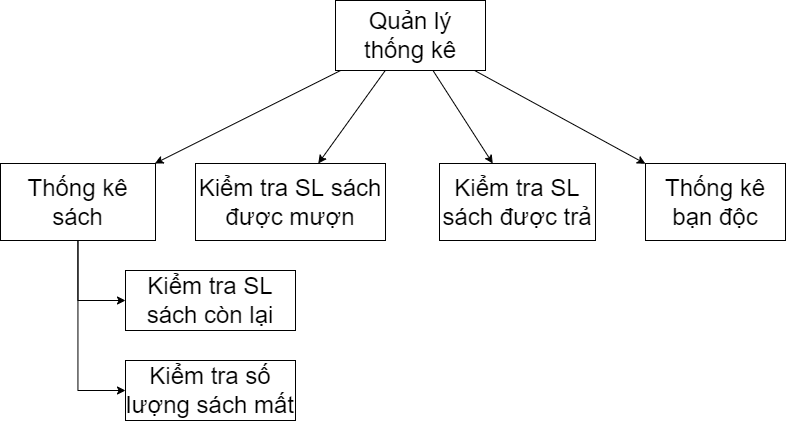 Quản lý
thống kê
Thống kê
sách
Kiểm tra SL sách
được mượn
Kiểm tra SL
sách được trả
Thống kê
bạn độc
Kiểm tra SL
sách còn lại
Kiểm tra số
lượng sách mất